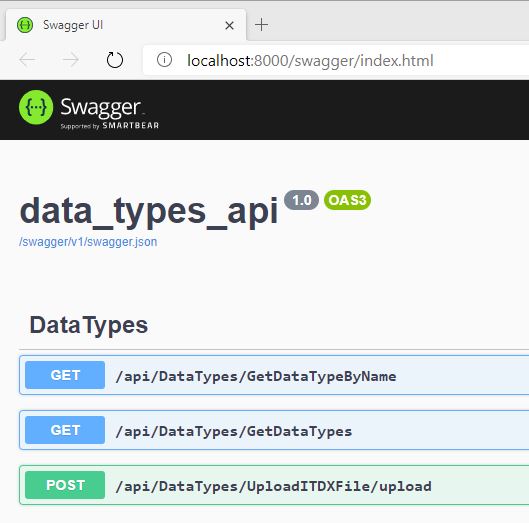 Swagger UI
localhost:8000/swagger/index.html
{···} Swagger
Supported by SMARTBEAR
data_types_api 1.0 OAS3
/swagger/v1/swagger.json
DataTypes
GET /api/DataTypes/GetDataTypeByName
GET /api/DataTypes/GetDataTypes
POST /api/DataTypes/UploadITDXFile/upload